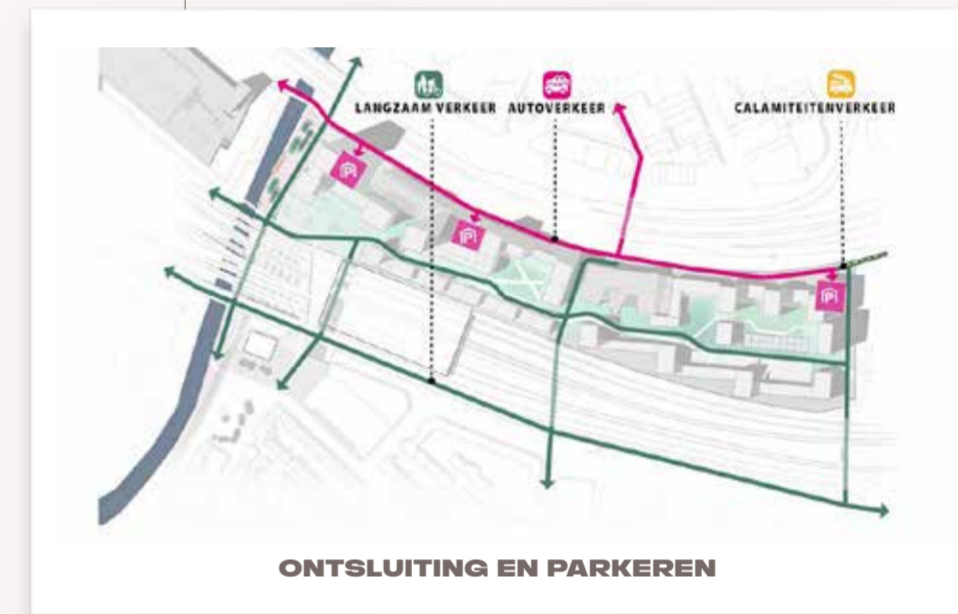 LANGZAAM VERKEER
AUTOVERKEER
CALAMITEITENVERKEER
P
P
P
ONTSLUITING EN PARKEREN